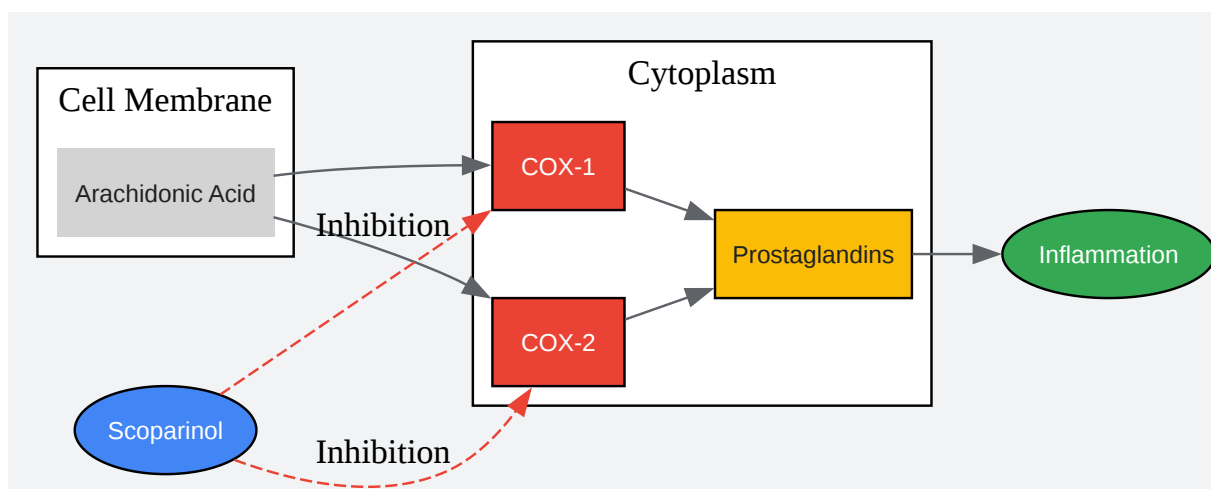 Cytoplasm
Cell Membrane
COX-1
Arachidonic Acid
Inhibition
Prostaglandins
Inflammation
COX-2
Scoparinol
Inhibition